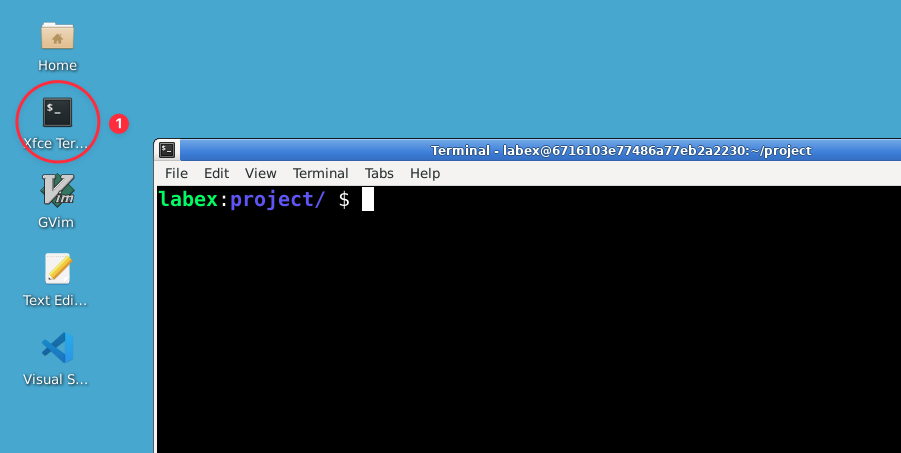 Home
$_
Xfce Ter...
1
Vim
GVim
Text Edi...
Visual S...
$_
Terminal - labex@6716103e77486a77eb2a2230:~/project
File Edit View Terminal Tabs Help
labex:project/ $